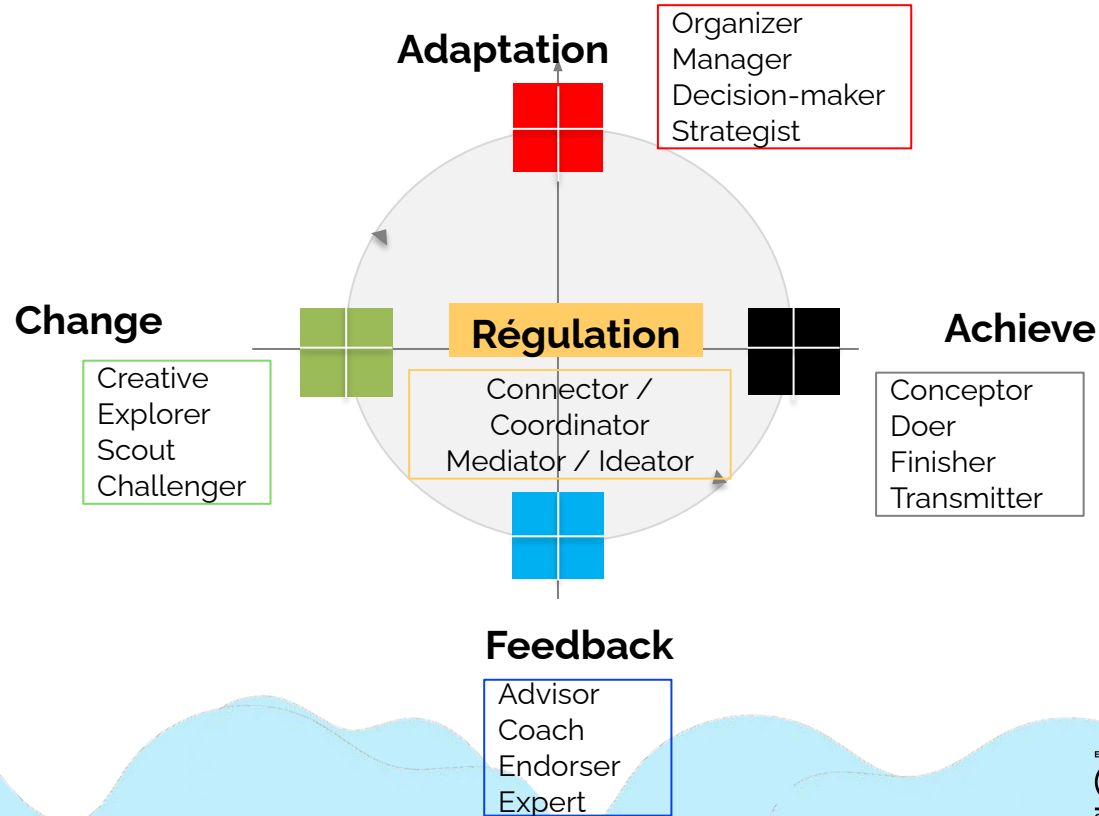 Adaptation
Organizer
Manager
Decision-maker
Strategist
Change
Creative
Explorer
Scout
Challenger
Régulation
Connector /
Coordinator
Mediator / Ideator
Achieve
Conceptor
Doer
Finisher
Transmitter
Feedback
Advisor
Coach
Endorser
Expert